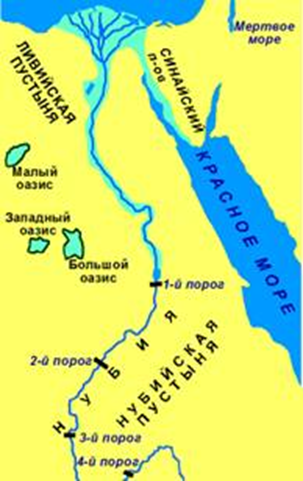 Мертвое
море
ЛИВИЙСКАЯ
ПУСТЫНЯ
СИНАЙСКИЙ
П-ОВ
КРАСНОЕ МОРЕ
Малый
оазис
Западный
оазис
Большой
оазис
1-й порог
2-й порог
НУБИЯ
НУБИЙСКАЯ
ПУСТЫНЯ
3-й порог
4-й порог